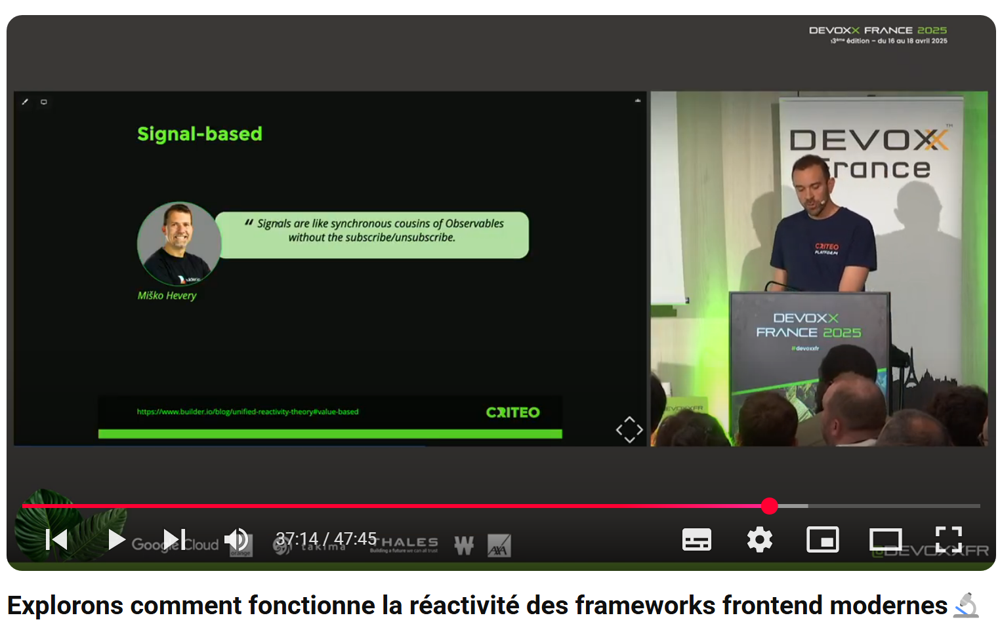 DEVOXX FRANCE 2025
13ème édition – du 16 au 18 avril 2025
Signal-based
“ Signals are like synchronous cousins of Observables
without the subscribe/unsubscribe.
Miško Hevery
https://www.builder.io/blog/unified-reactivity-theory#value-based
CRITEO
DEVOXX™
France
CRITEO
PLATFORM
DEVOXX
FRANCE 2025
#devoxxfr
DEVOXXFR
37:14 / 47:45
Google Cloud
orange
takima
THALES
Building a future we can all trust
W
AXA
@DEVOXXFR
Explorons comment fonctionne la réactivité des frameworks frontend modernes